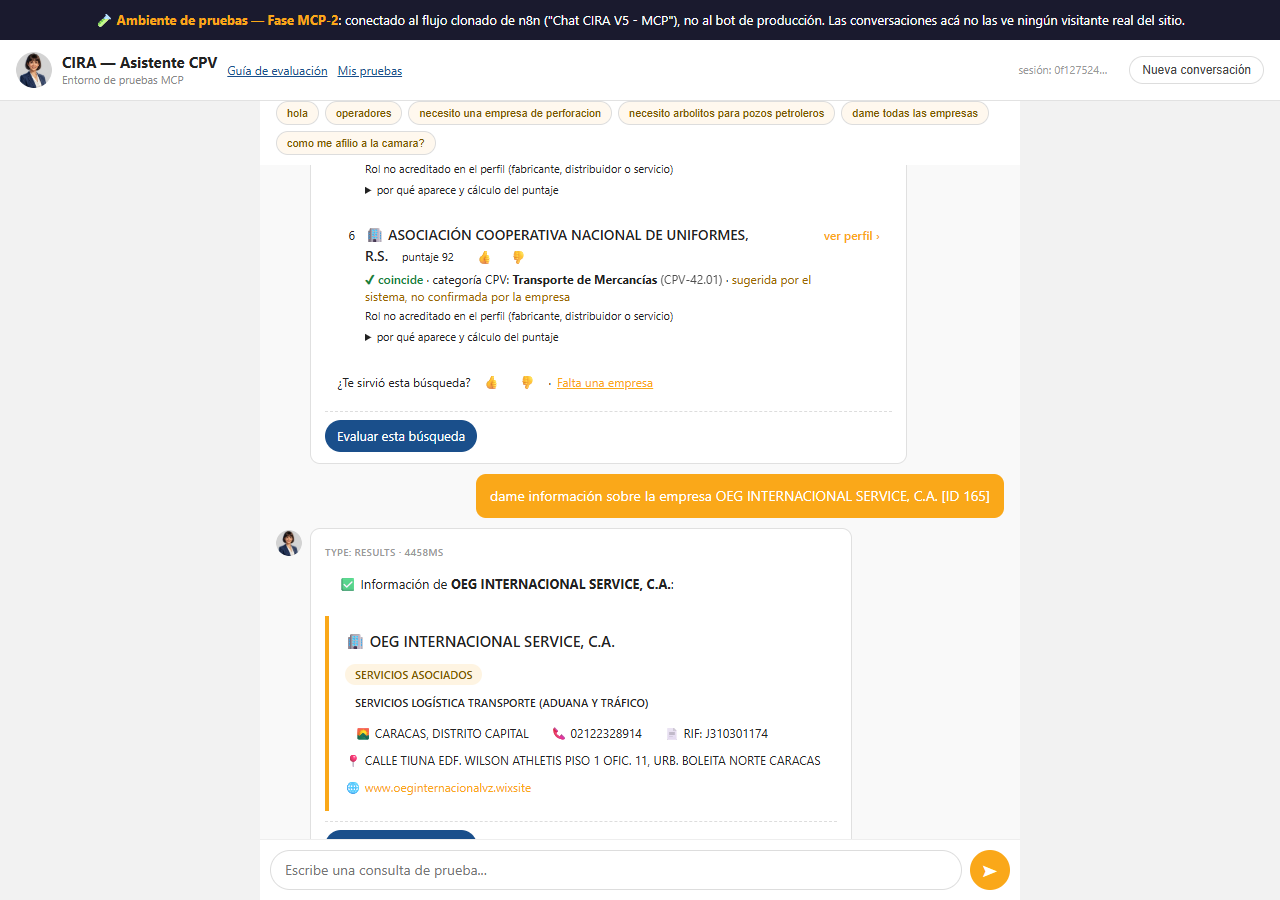 Ambiente de pruebas — Fase MCP-2: conectado al flujo clonado de n8n ("Chat CIRA V5 - MCP"), no al bot de producción. Las conversaciones acá no las ve ningún visitante real del sitio.
CIRA — Asistente CPV
Entorno de pruebas MCP
Guía de evaluación Mis pruebas
sesión: 0f127524...
Nueva conversación
hola operadores necesito una empresa de perforacion necesito arbolitos para pozos petroleros dame todas las empresas
como me afilio a la camara?
Rol no acreditado en el perfil (fabricante, distribuidor o servicio)
▶ por qué aparece y cálculo del puntaje
6 ASOCIACIÓN COOPERATIVA NACIONAL DE UNIFORMES, ver perfil ›
R.S. puntaje 92
✔ coincide · categoría CPV: Transporte de Mercancías (CPV-42.01) · sugerida por el
sistema, no confirmada por la empresa
Rol no acreditado en el perfil (fabricante, distribuidor o servicio)
▶ por qué aparece y cálculo del puntaje
¿Te sirvió esta búsqueda? · Falta una empresa
Evaluar esta búsqueda
dame información sobre la empresa OEG INTERNACIONAL SERVICE, C.A. [ID 165]
TYPE: RESULTS · 4458MS
Información de OEG INTERNACIONAL SERVICE, C.A.:
OEG INTERNACIONAL SERVICE, C.A.
SERVICIOS ASOCIADOS
SERVICIOS LOGÍSTICA TRANSPORTE (ADUANA Y TRÁFICO)
CARACAS, DISTRITO CAPITAL 02122328914 RIF: J310301174
CALLE TIUNA EDF. WILSON ATHLETIS PISO 1 OFIC. 11, URB. BOLEITA NORTE CARACAS
www.oeginternacionalvz.wixsite
Escribe una consulta de prueba...